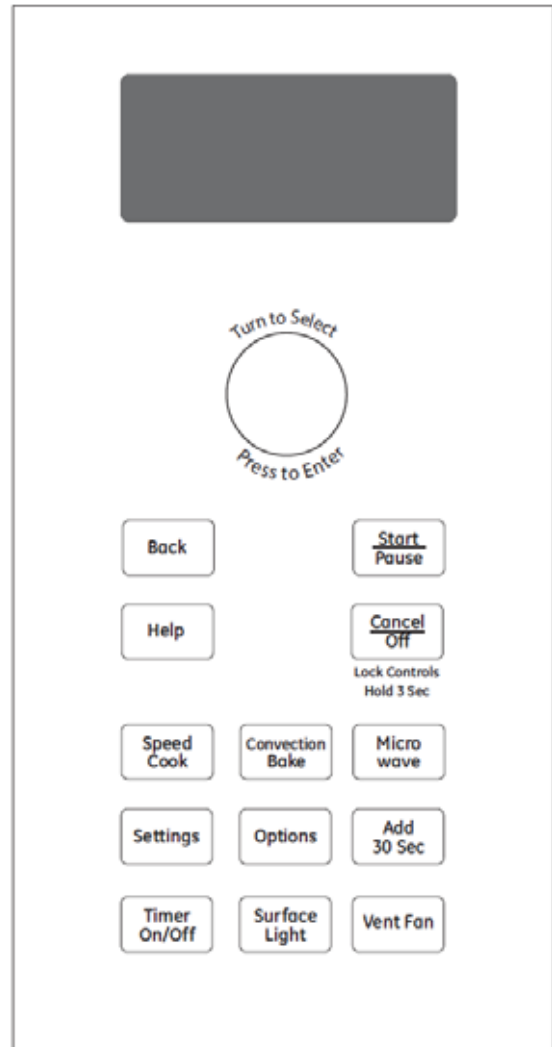 Turn to Select
Press to Enter
Back
Start
Pause
Help
Cancel
Off
Lock Controls
Hold 3 Sec
Speed
Cook
Convection
Bake
Micro
wave
Settings
Options
Add
30 Sec
Timer
On/Off
Surface
Light
Vent Fan